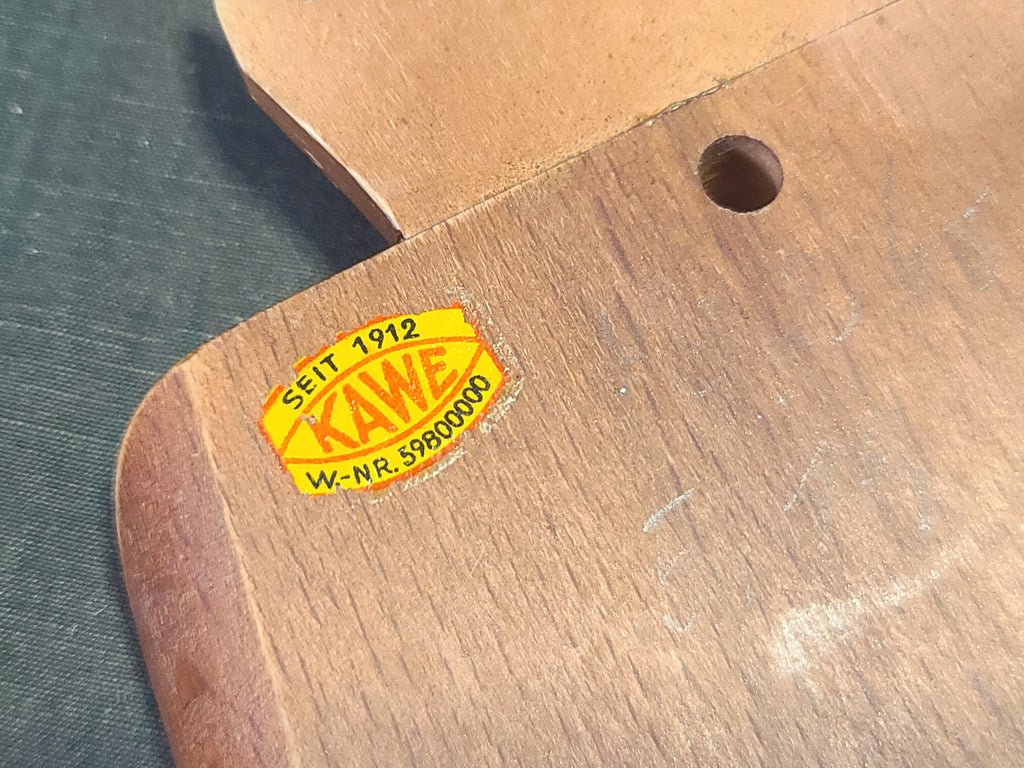 SEIT 1912
KAWE
W.-NR. 59800000